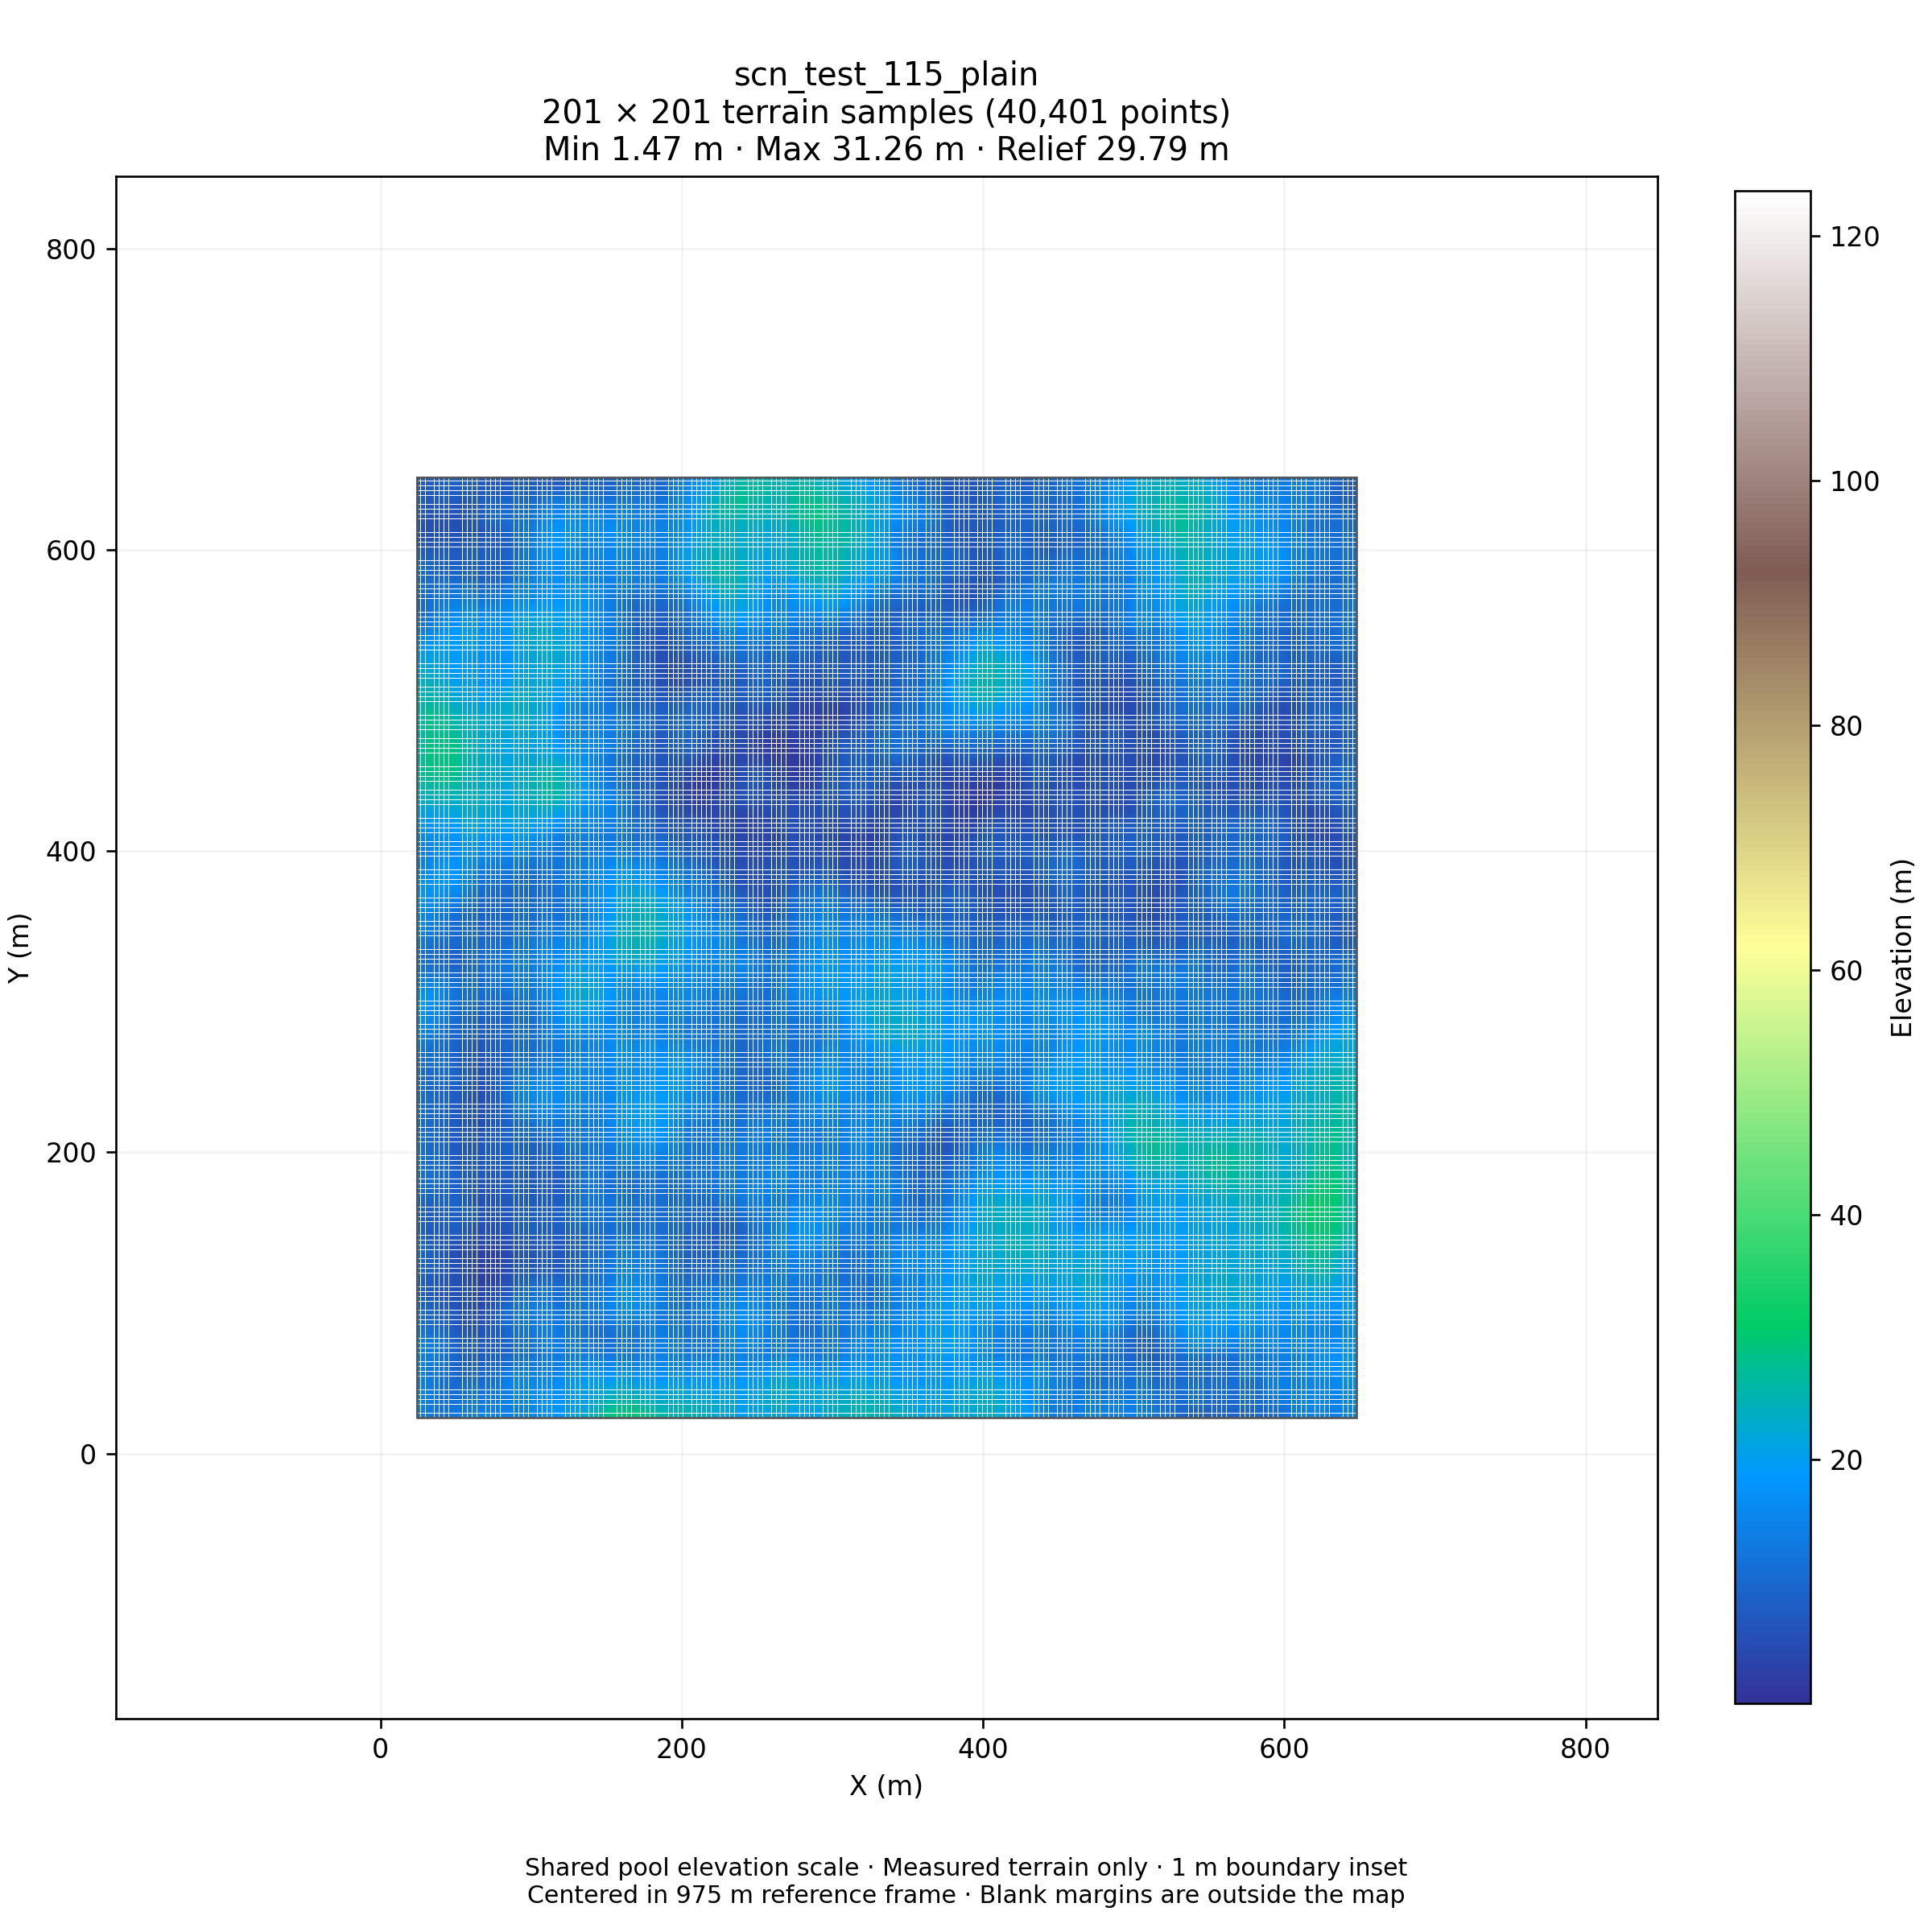 scn_test_115_plain
201 × 201 terrain samples (40,401 points)
Min 1.47 m · Max 31.26 m · Relief 29.79 m
800
600
400
200
0
Y (m)
0 200 400 600 800
X (m)
120
100
80
60
40
20
Elevation (m)
Shared pool elevation scale · Measured terrain only · 1 m boundary inset
Centered in 975 m reference frame · Blank margins are outside the map